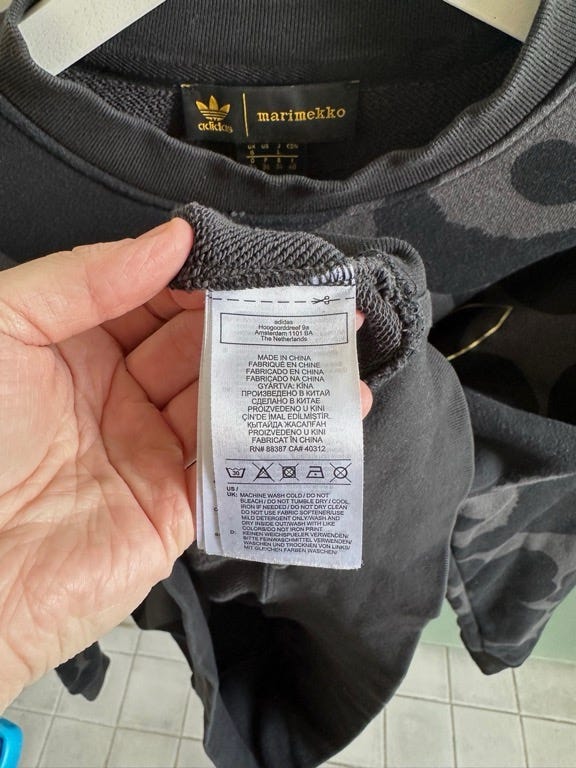 adidas
marimekko
adidas
Hoogoorddreef 9a
Amsterdam 1101 BA
The Netherlands
MADE IN CHINA
FABRIQUÉ EN CHINE
FABRICADO EN CHINA
FABRICADO NA CHINA
GYÁRTVA: KÍNA
ПРОИЗВЕДЕНО В КИТАЙ
СДЕЛАНО В КИТАЕ
PROIZVEDENO U KINI
ÇİN'DE İMAL EDİLMİŞTİR.
ҚЫТАЙДА ЖАСАЛҒАН
PROIZVEDENO U KINI
FABRICAT ÎN CHINA
RN# 88387 CA# 40312
30
US /
UK: MACHINE WASH COLD / DO NOT
BLEACH / DO NOT TUMBLE DRY / COOL
IRON IF NEEDED / DO NOT DRY CLEAN
DO NOT USE FABRIC SOFTENER/USE
MILD DETERGENT ONLY/WASH AND
DRY INSIDE OUT/WASH WITH LIKE
COLORS/DO NOT IRON PRINT.
D: KEINEN WEICHSPUELER VERWENDEN/
BITTE FEINWASCHMITTEL VERWENDEN/
WASCHEN UND TROCKNEN VON LINKS/
MIT GLEICHEN FARBEN WASCHEN/